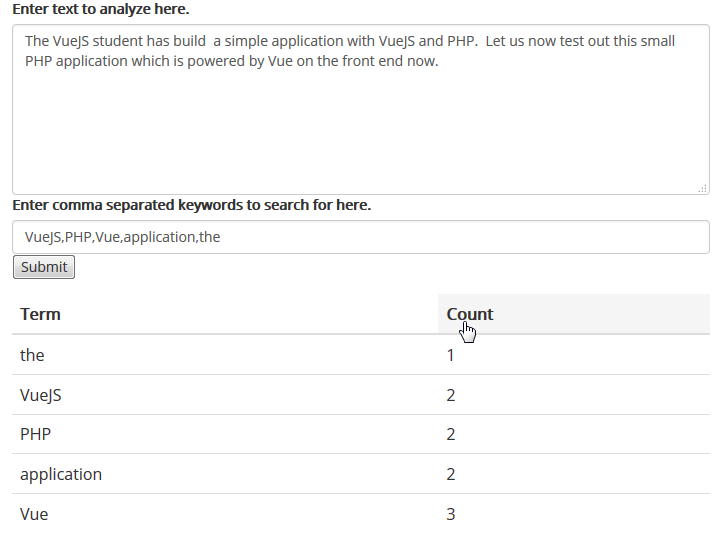 Enter text to analyze here.
The VueJS student has build  a simple application with VueJS and PHP.  Let us now test out this small
PHP application which is powered by Vue on the front end now.
Enter comma separated keywords to search for here.
VueJS,PHP,Vue,application,the
Submit
Term Count
the 1
VueJS 2
PHP 2
application 2
Vue 3